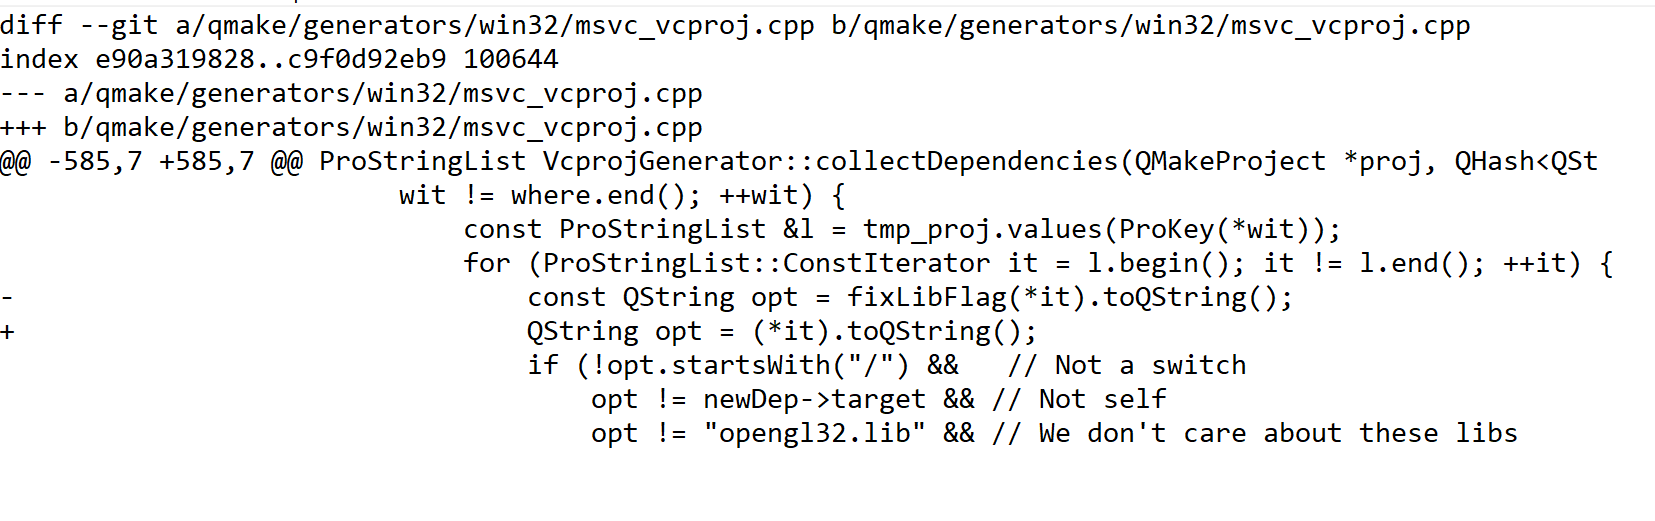 diff --git a/qmake/generators/win32/msvc_vcproj.cpp b/qmake/generators/win32/msvc_vcproj.cpp
index e90a319828..c9f0d92eb9 100644
--- a/qmake/generators/win32/msvc_vcproj.cpp
+++ b/qmake/generators/win32/msvc_vcproj.cpp
@@ -585,7 +585,7 @@ ProStringList VcprojGenerator::collectDependencies(QMakeProject *proj, QHash<QSt
                         wit != where.end(); ++wit) {
                             const ProStringList &l = tmp_proj.values(ProKey(*wit));
                             for (ProStringList::ConstIterator it = l.begin(); it != l.end(); ++it) {
-                                const QString opt = fixLibFlag(*it).toQString();
+                                QString opt = (*it).toQString();
                                 if (!opt.startsWith("/") &&   // Not a switch
                                     opt != newDep->target && // Not self
                                     opt != "opengl32.lib" && // We don't care about these libs